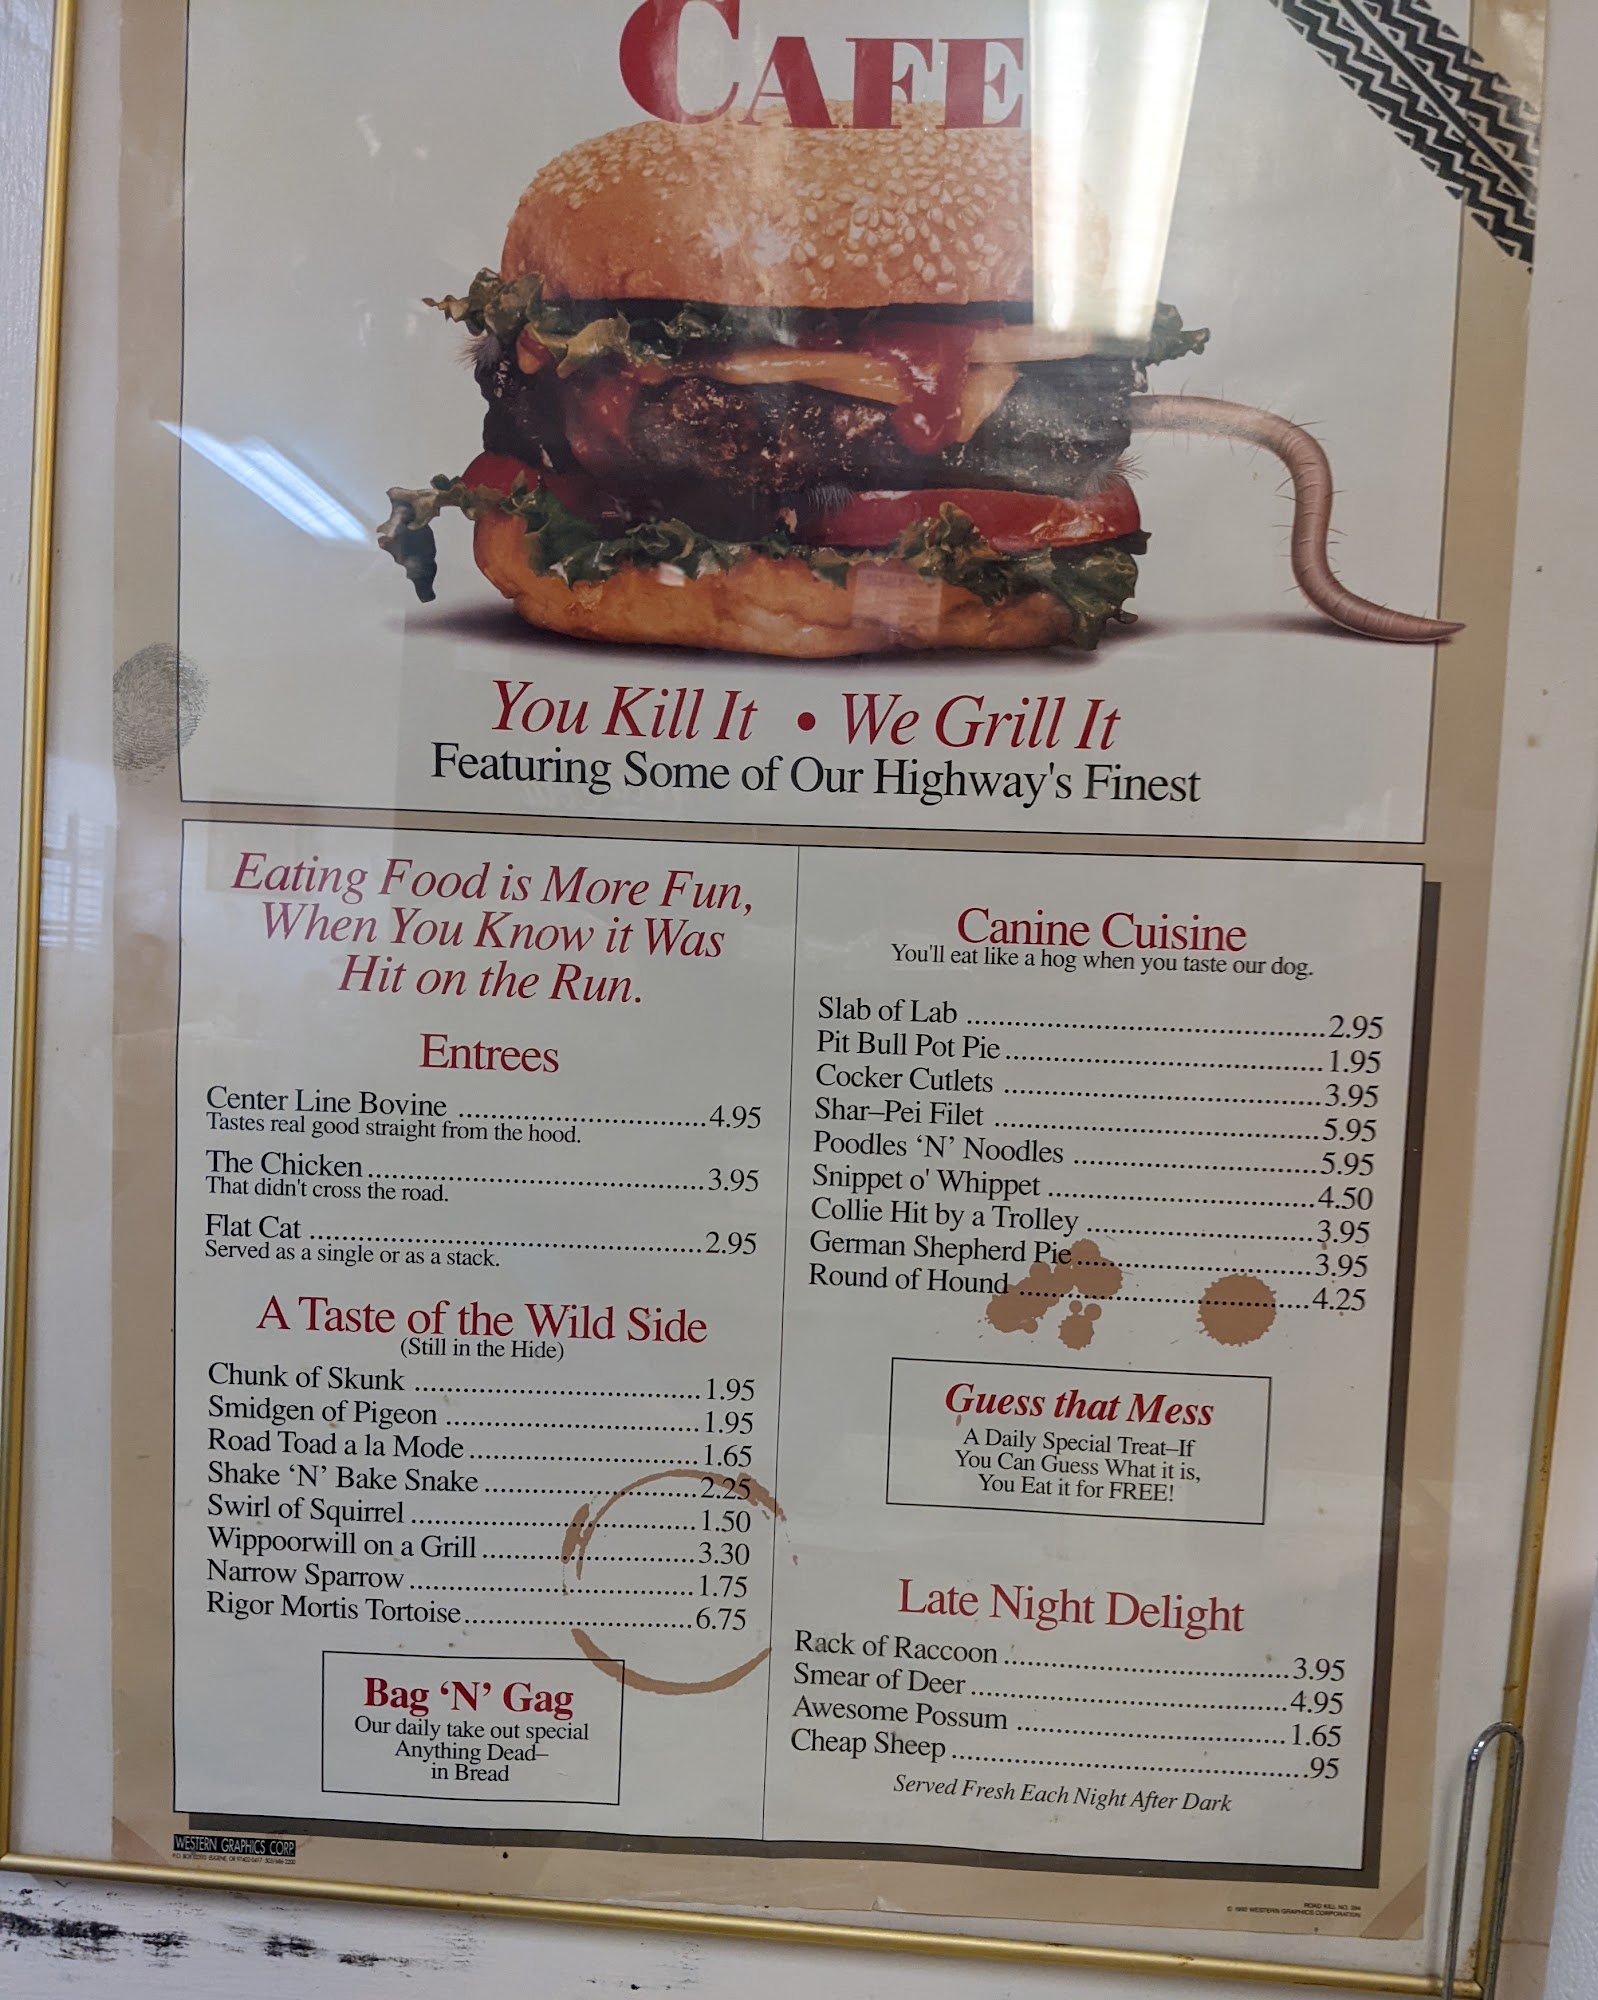 CAFE
You Kill It • We Grill It
Featuring Some of Our Highway's Finest
Eating Food is More Fun,
When You Know it Was
Hit on the Run.
Entrees
Center Line Bovine ........ 4.95
Tastes real good straight from the hood.
The Chicken ........ 3.95
That didn't cross the road.
Flat Cat ........ 2.95
Served as a single or as a stack.
A Taste of the Wild Side
(Still in the Hide)
Chunk of Skunk ........ 1.95
Smidgen of Pigeon ........ 1.95
Road Toad a la Mode ........ 1.65
Shake ‘N’ Bake Snake ........ 2.25
Swirl of Squirrel ........ 1.50
Wippoorwill on a Grill ........ 3.30
Narrow Sparrow ........ 1.75
Rigor Mortis Tortoise ........ 6.75
Bag ‘N’ Gag
Our daily take out special
Anything Dead–
in Bread
Canine Cuisine
You'll eat like a hog when you taste our dog.
Slab of Lab ........ 2.95
Pit Bull Pot Pie ........ 1.95
Cocker Cutlets ........ 3.95
Shar–Pei Filet ........ 5.95
Poodles ‘N’ Noodles ........ 5.95
Snippet o' Whippet ........ 4.50
Collie Hit by a Trolley ........ 3.95
German Shepherd Pie ........ 3.95
Round of Hound ........ 4.25
Guess that Mess
A Daily Special Treat–If
You Can Guess What it is,
You Eat it for FREE!
Late Night Delight
Rack of Raccoon ........ 3.95
Smear of Deer ........ 4.95
Awesome Possum ........ 1.65
Cheap Sheep ........ .95
Served Fresh Each Night After Dark
WESTERN GRAPHICS CORP.
ROAD KILL NO.
WESTERN GRAPHICS CORPORATION